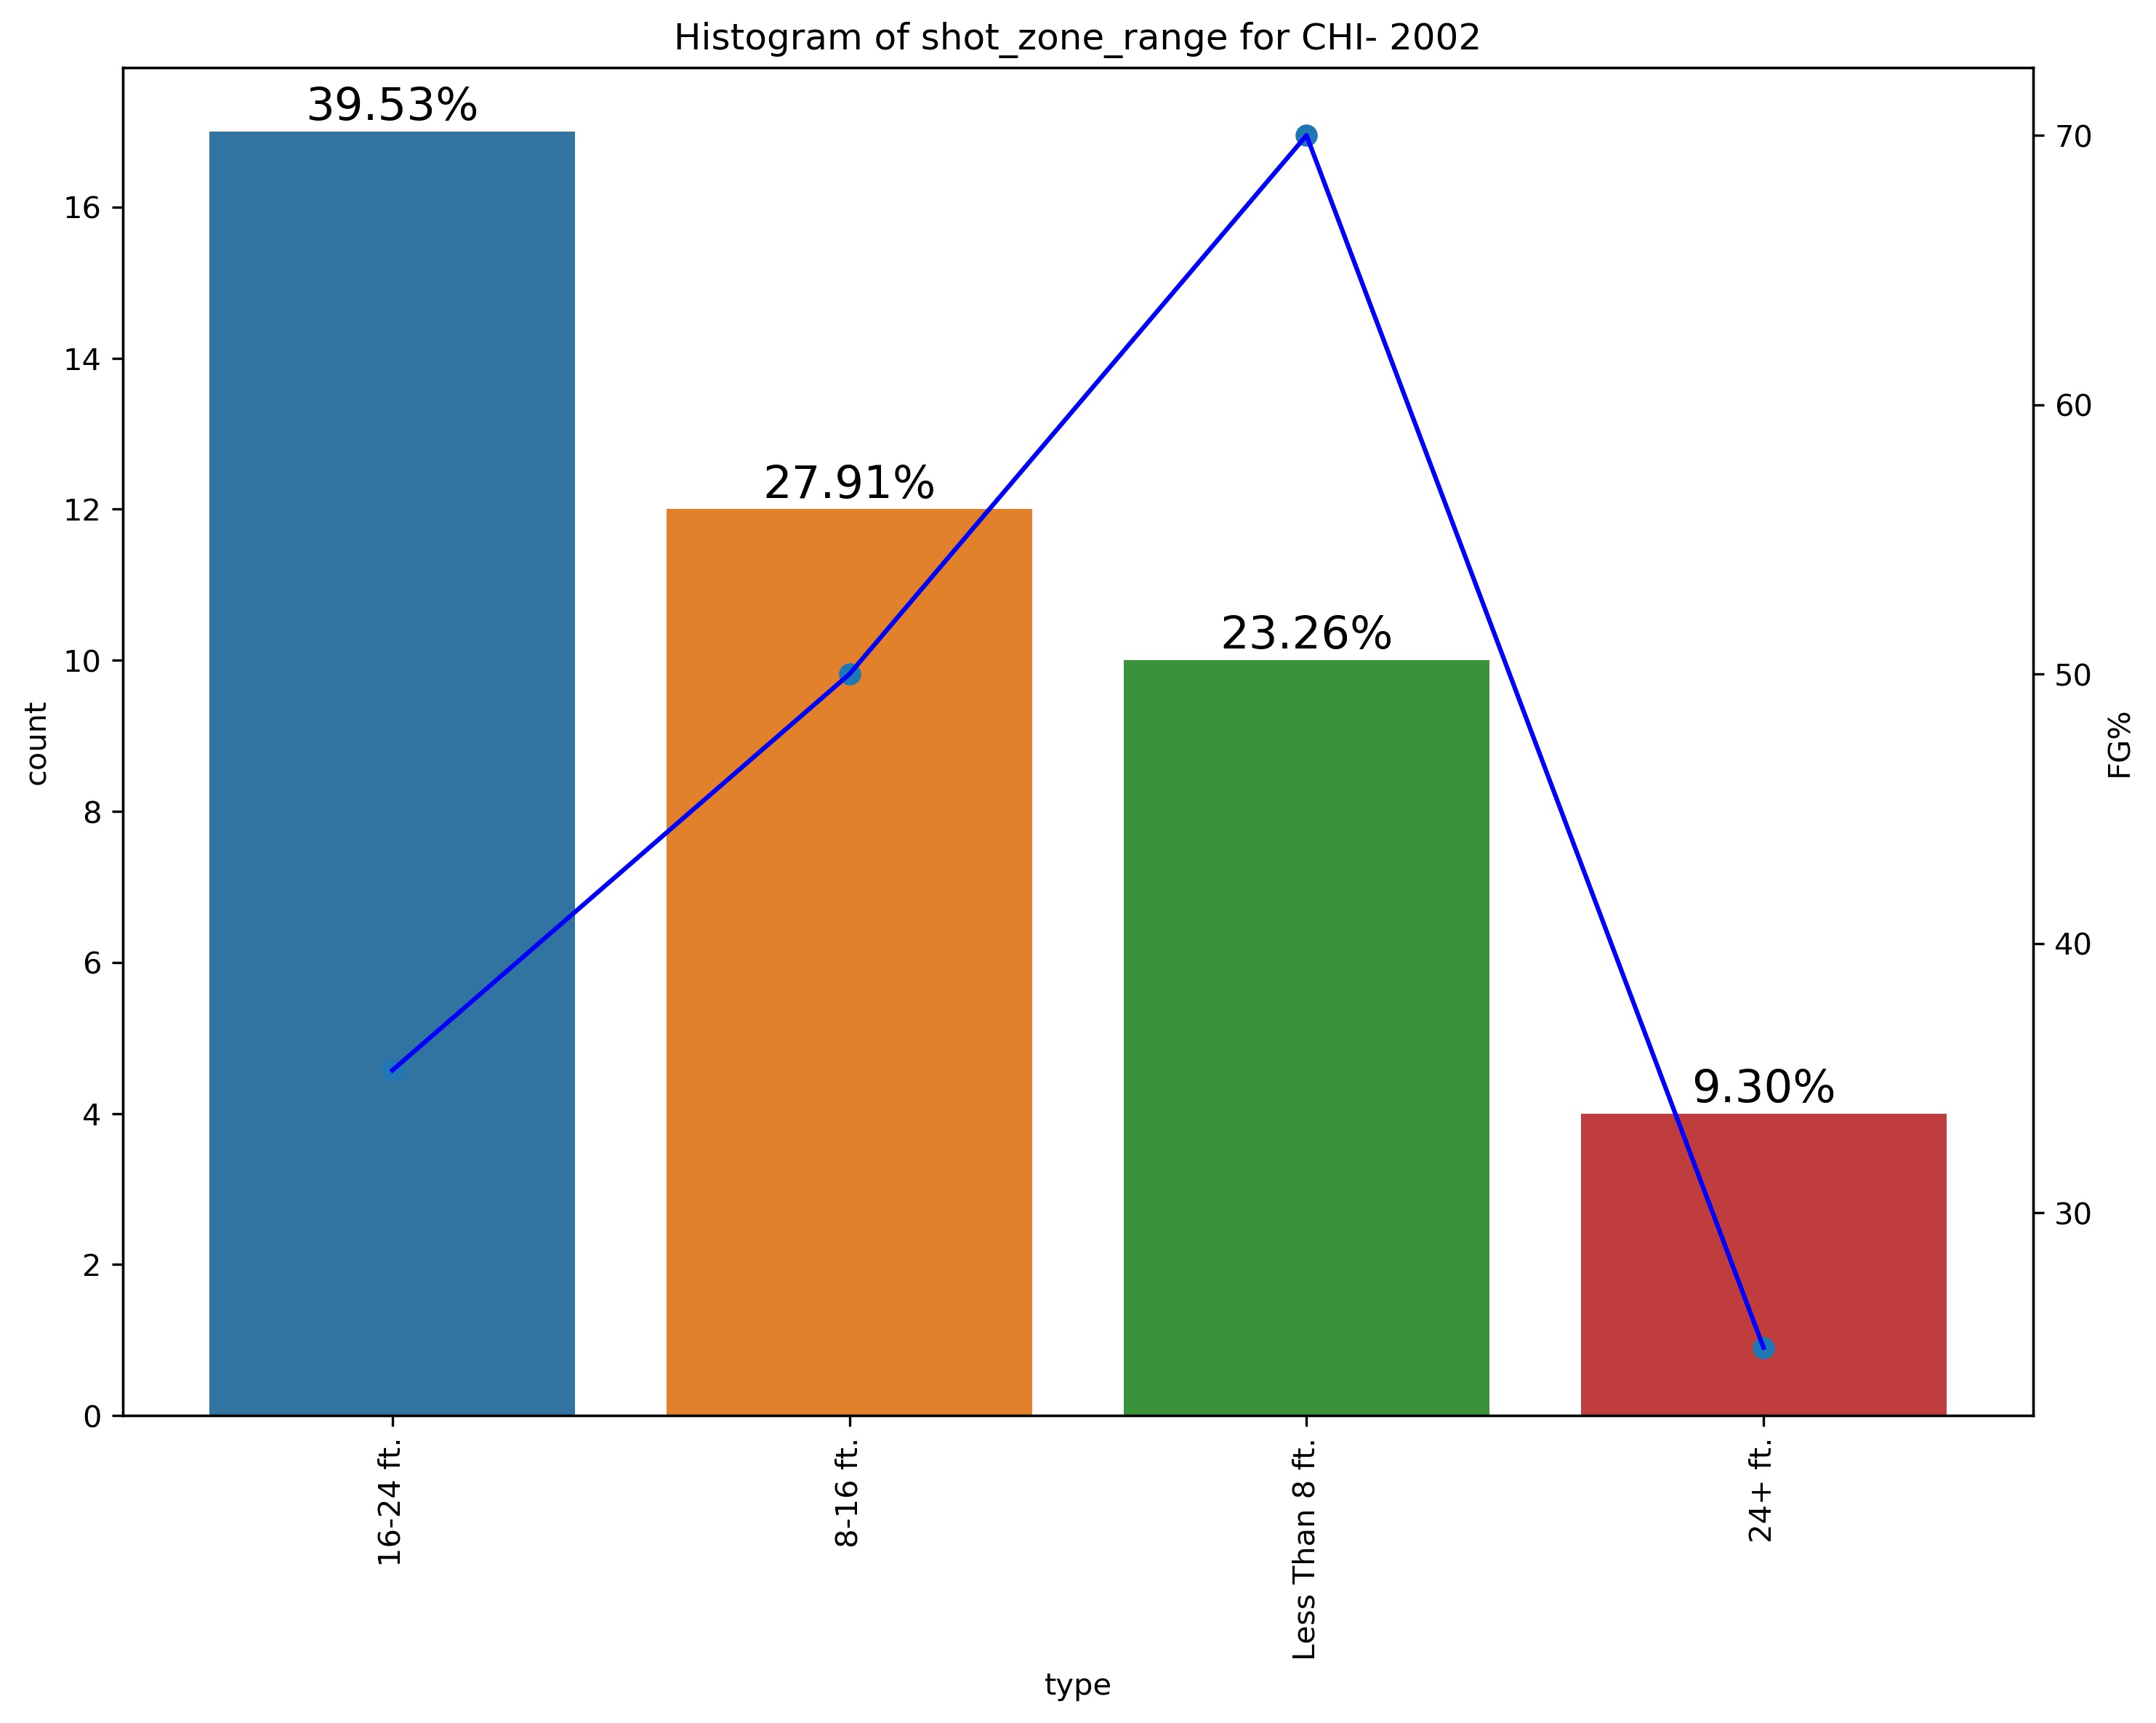 Histogram of shot_zone_range for CHI- 2002
39.53%
27.91%
23.26%
9.30%
16
14
12
10
8
6
4
2
0
count
70
60
50
40
30
FG%
16-24 ft.
8-16 ft.
Less Than 8 ft.
24+ ft.
type